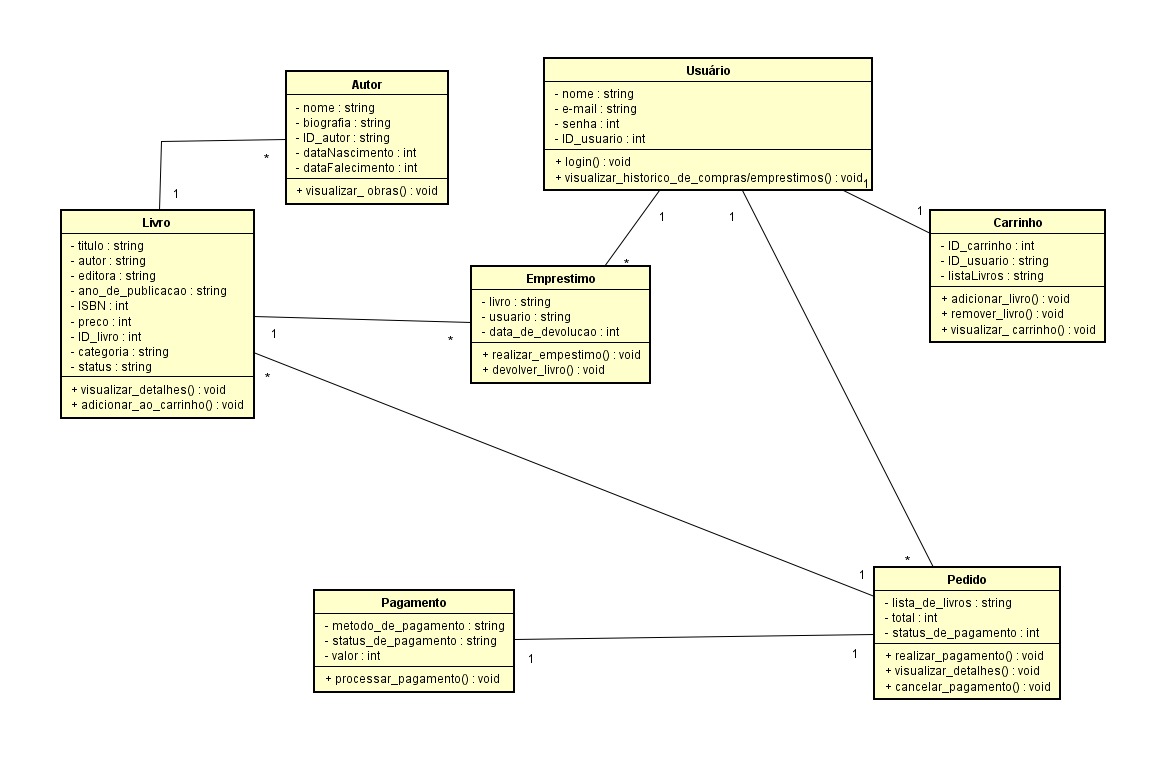 Autor
- nome : string
- biografia : string
- ID_autor : string
- dataNascimento : int
- dataFalecimento : int
+ visualizar_ obras() : void
Usuário
- nome : string
- e-mail : string
- senha : int
- ID_usuario : int
+ login() : void
+ visualizar_historico_de_compras/emprestimos() : void
1
*
1
1
1
1
Livro
- titulo : string
- autor : string
- editora : string
- ano_de_publicacao : string
- ISBN : int
- preco : int
- ID_livro : int
- categoria : string
- status : string
+ visualizar_detalhes() : void
+ adicionar_ao_carrinho() : void
Carrinho
- ID_carrinho : int
- ID_usuario : string
- listaLivros : string
+ adicionar_livro() : void
+ remover_livro() : void
+ visualizar_ carrinho() : void
*
Emprestimo
- livro : string
- usuario : string
- data_de_devolucao : int
+ realizar_empestimo() : void
+ devolver_livro() : void
1
*
*
*
1
Pedido
- lista_de_livros : string
- total : int
- status_de_pagamento : int
+ realizar_pagamento() : void
+ visualizar_detalhes() : void
+ cancelar_pagamento() : void
Pagamento
- metodo_de_pagamento : string
- status_de_pagamento : string
- valor : int
+ processar_pagamento() : void
1
1